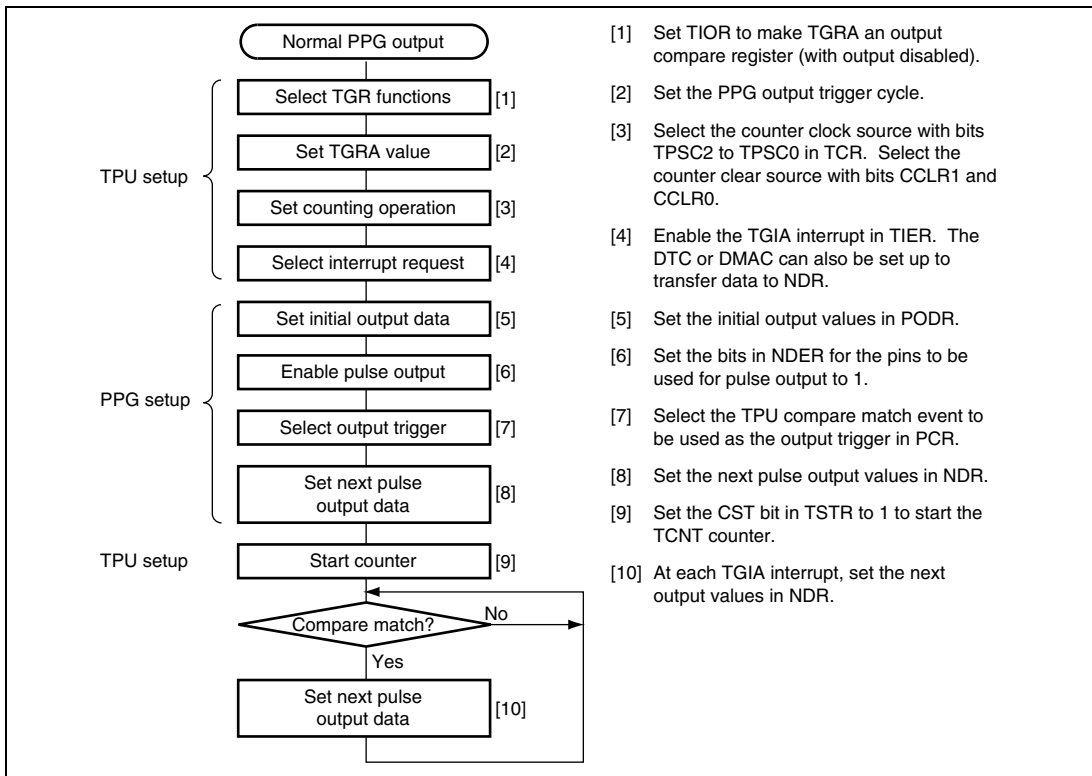 Normal PPG output
Select TGR functions [1]
Set TGRA value [2]
TPU setup
Set counting operation [3]
Select interrupt request [4]
Set initial output data [5]
Enable pulse output [6]
PPG setup
Select output trigger [7]
Set next pulse
output data
[8]
TPU setup
Start counter [9]
Compare match?
No
Yes
Set next pulse
output data
[10]
[1] Set TIOR to make TGRA an output
compare register (with output disabled).
[2] Set the PPG output trigger cycle.
[3] Select the counter clock source with bits
TPSC2 to TPSC0 in TCR. Select the
counter clear source with bits CCLR1 and
CCLR0.
[4] Enable the TGIA interrupt in TIER. The
DTC or DMAC can also be set up to
transfer data to NDR.
[5] Set the initial output values in PODR.
[6] Set the bits in NDER for the pins to be
used for pulse output to 1.
[7] Select the TPU compare match event to
be used as the output trigger in PCR.
[8] Set the next pulse output values in NDR.
[9] Set the CST bit in TSTR to 1 to start the
TCNT counter.
[10] At each TGIA interrupt, set the next
output values in NDR.